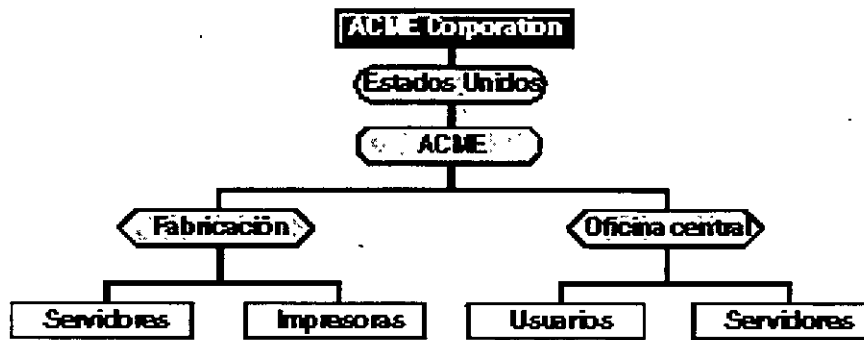 ACME Corporation
Estados Unidos
ACME
Fabricación
Oficina central
Servidores
Impresoras
Usuarios
Servidores